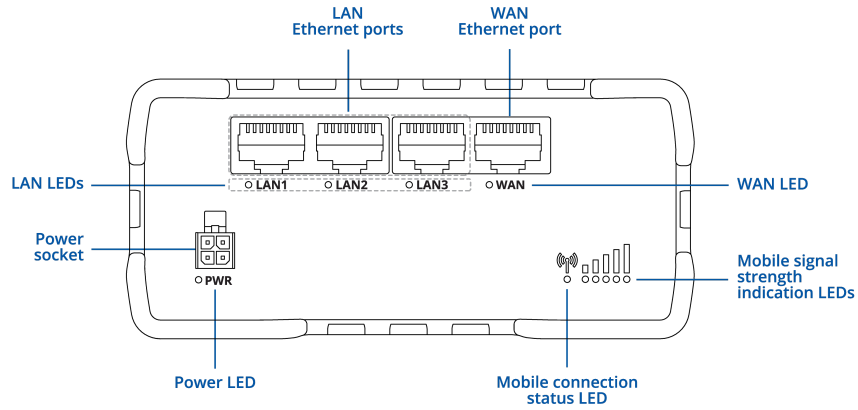 LAN
Ethernet ports
WAN
Ethernet port
LAN LEDs
LAN1
LAN2
LAN3
WAN
WAN LED
Power
socket
PWR
Mobile signal
strength
indication LEDs
Power LED
Mobile connection
status LED